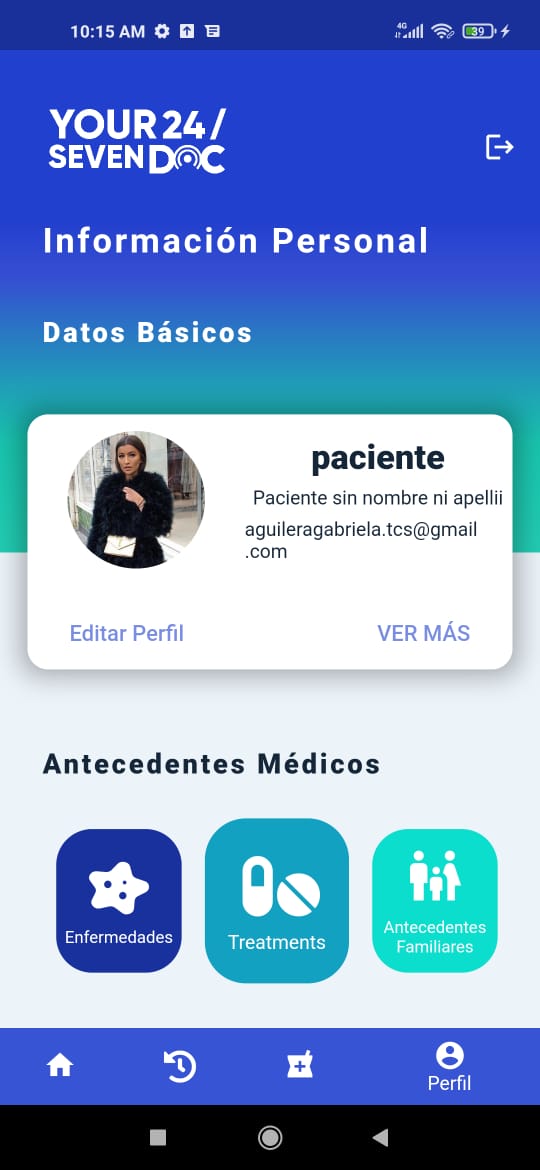 10:15 AM
4G
39
YOUR 24 /
SEVEN DOC
Información Personal
Datos Básicos
paciente
Paciente sin nombre ni apellii
aguileragabriela.tcs@gmail
.com
Editar Perfil
VER MÁS
Antecedentes Médicos
Enfermedades
Treatments
Antecedentes
Familiares
Perfil